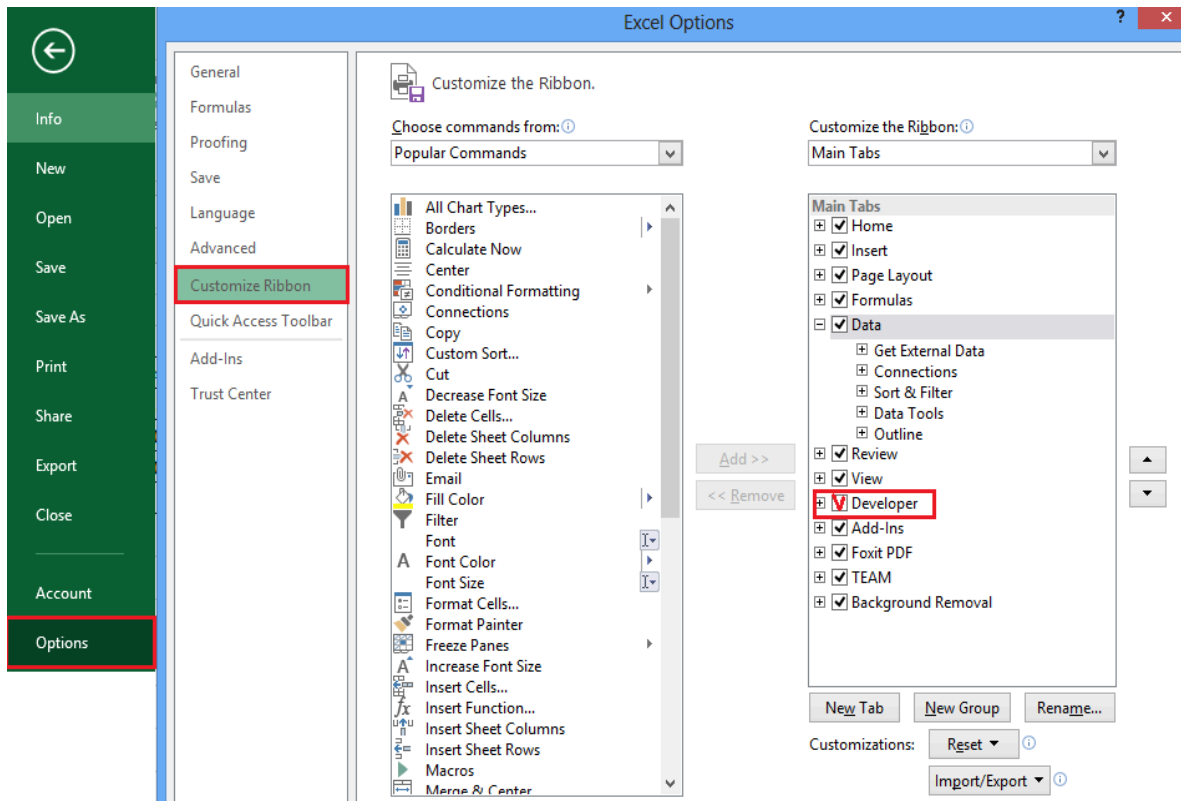 Excel Options
?
Info
New
Open
Save
Save As
Print
Share
Export
Close
Account
Options
General
Formulas
Proofing
Save
Language
Advanced
Customize Ribbon
Quick Access Toolbar
Add-Ins
Trust Center
Customize the Ribbon.
Choose commands from:
Popular Commands
All Chart Types...
Borders
Calculate Now
Center
Conditional Formatting
Connections
Copy
Custom Sort...
Cut
Decrease Font Size
Delete Cells...
Delete Sheet Columns
Delete Sheet Rows
Email
Fill Color
Filter
Font
Font Color
Font Size
Format Cells...
Format Painter
Freeze Panes
Increase Font Size
Insert Cells...
Insert Function...
Insert Sheet Columns
Insert Sheet Rows
Macros
Merge & Center
Add >>
<< Remove
Customize the Ribbon:
Main Tabs
Main Tabs
Home
Insert
Page Layout
Formulas
Data
Get External Data
Connections
Sort & Filter
Data Tools
Outline
Review
View
Developer
Add-Ins
Foxit PDF
TEAM
Background Removal
New Tab
New Group
Rename...
Customizations:
Reset
Import/Export